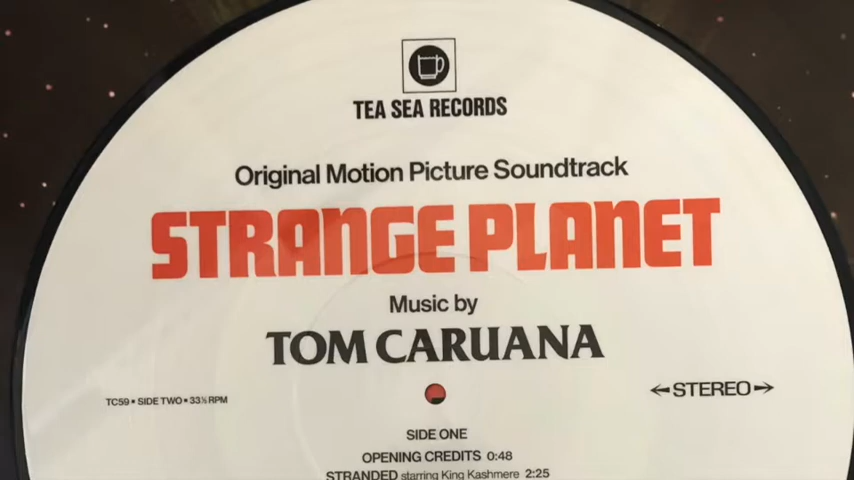 TEA SEA RECORDS
Original Motion Picture Soundtrack
STRANGE PLANET
Music by
TOM CARUANA
TC59 ▪ SIDE TWO ▪ 33⅓ RPM
←STEREO→
SIDE ONE
OPENING CREDITS 0:48
STRANDED starring King Kashmere 2:25